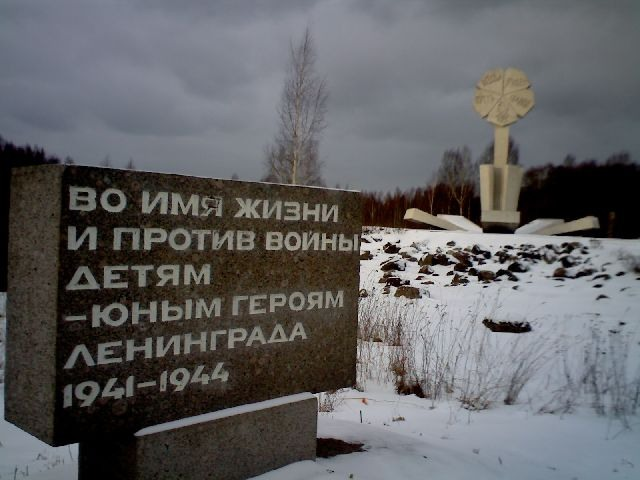 ВО ИМЯ ЖИЗНИ
И ПРОТИВ ВОЙНЫ
ДЕТЯМ
–ЮНЫМ ГЕРОЯМ
ЛЕНИНГРАДА
1941–1944